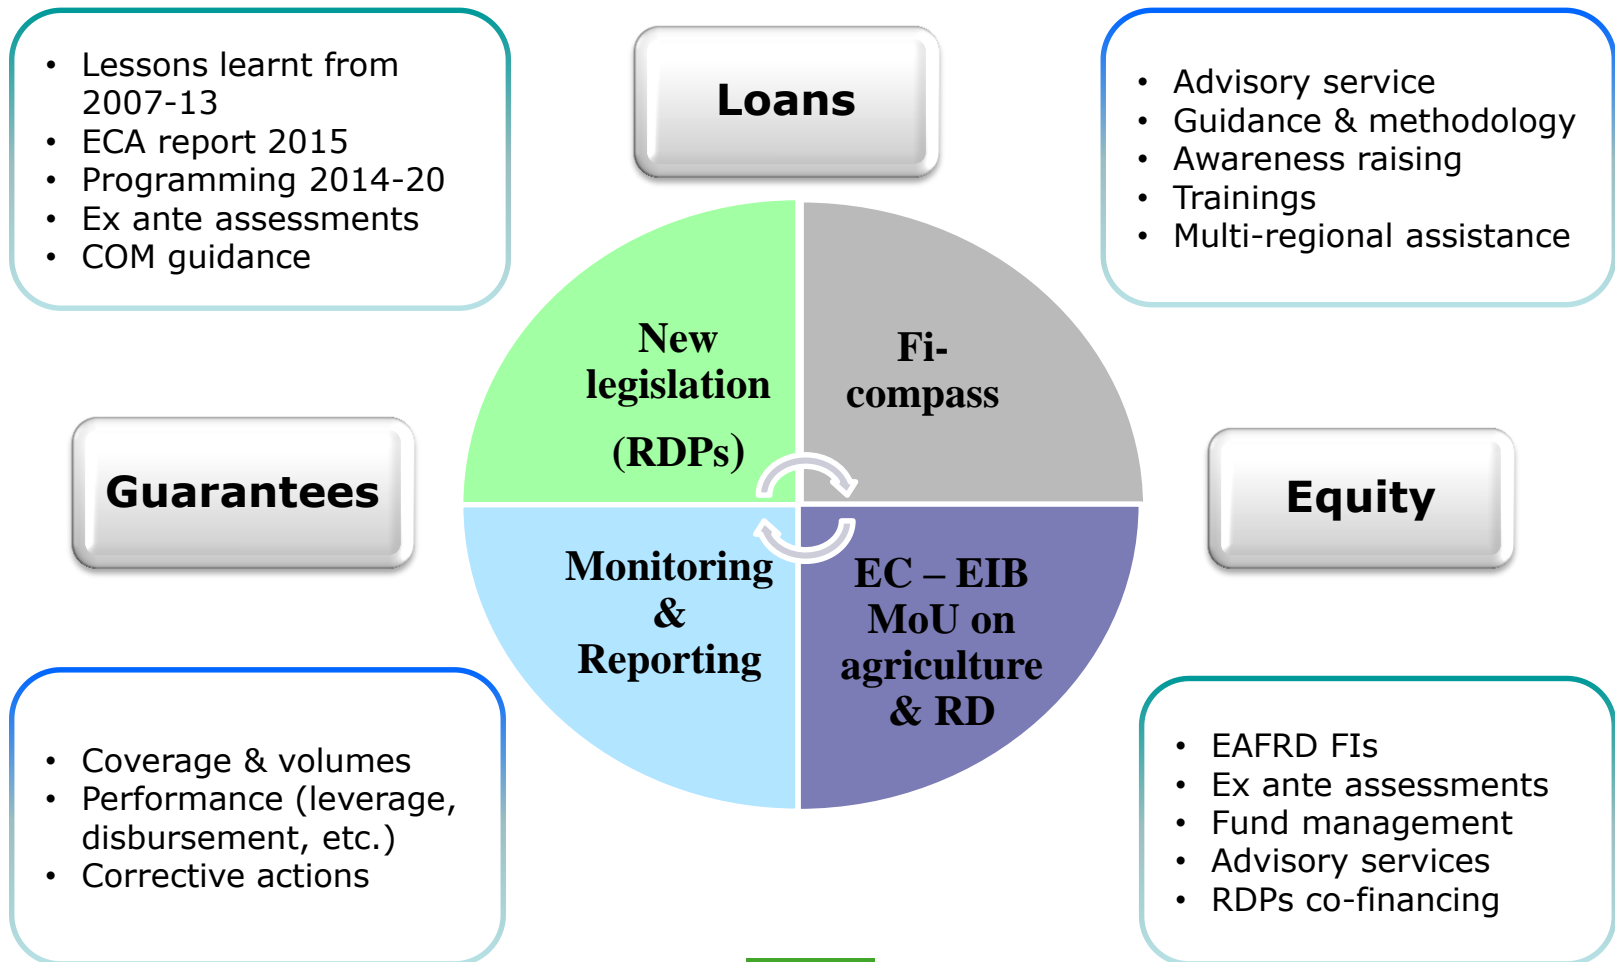 • Lessons learnt from
2007-13
• ECA report 2015
• Programming 2014-20
• Ex ante assessments
• COM guidance
Loans
• Advisory service
• Guidance & methodology
• Awareness raising
• Trainings
• Multi-regional assistance
New
legislation
(RDPs)
Fi-
compass
Guarantees
Equity
Monitoring
&
Reporting
EC – EIB
MoU on
agriculture
& RD
• Coverage & volumes
• Performance (leverage,
disbursement, etc.)
• Corrective actions
• EAFRD FIs
• Ex ante assessments
• Fund management
• Advisory services
• RDPs co-financing